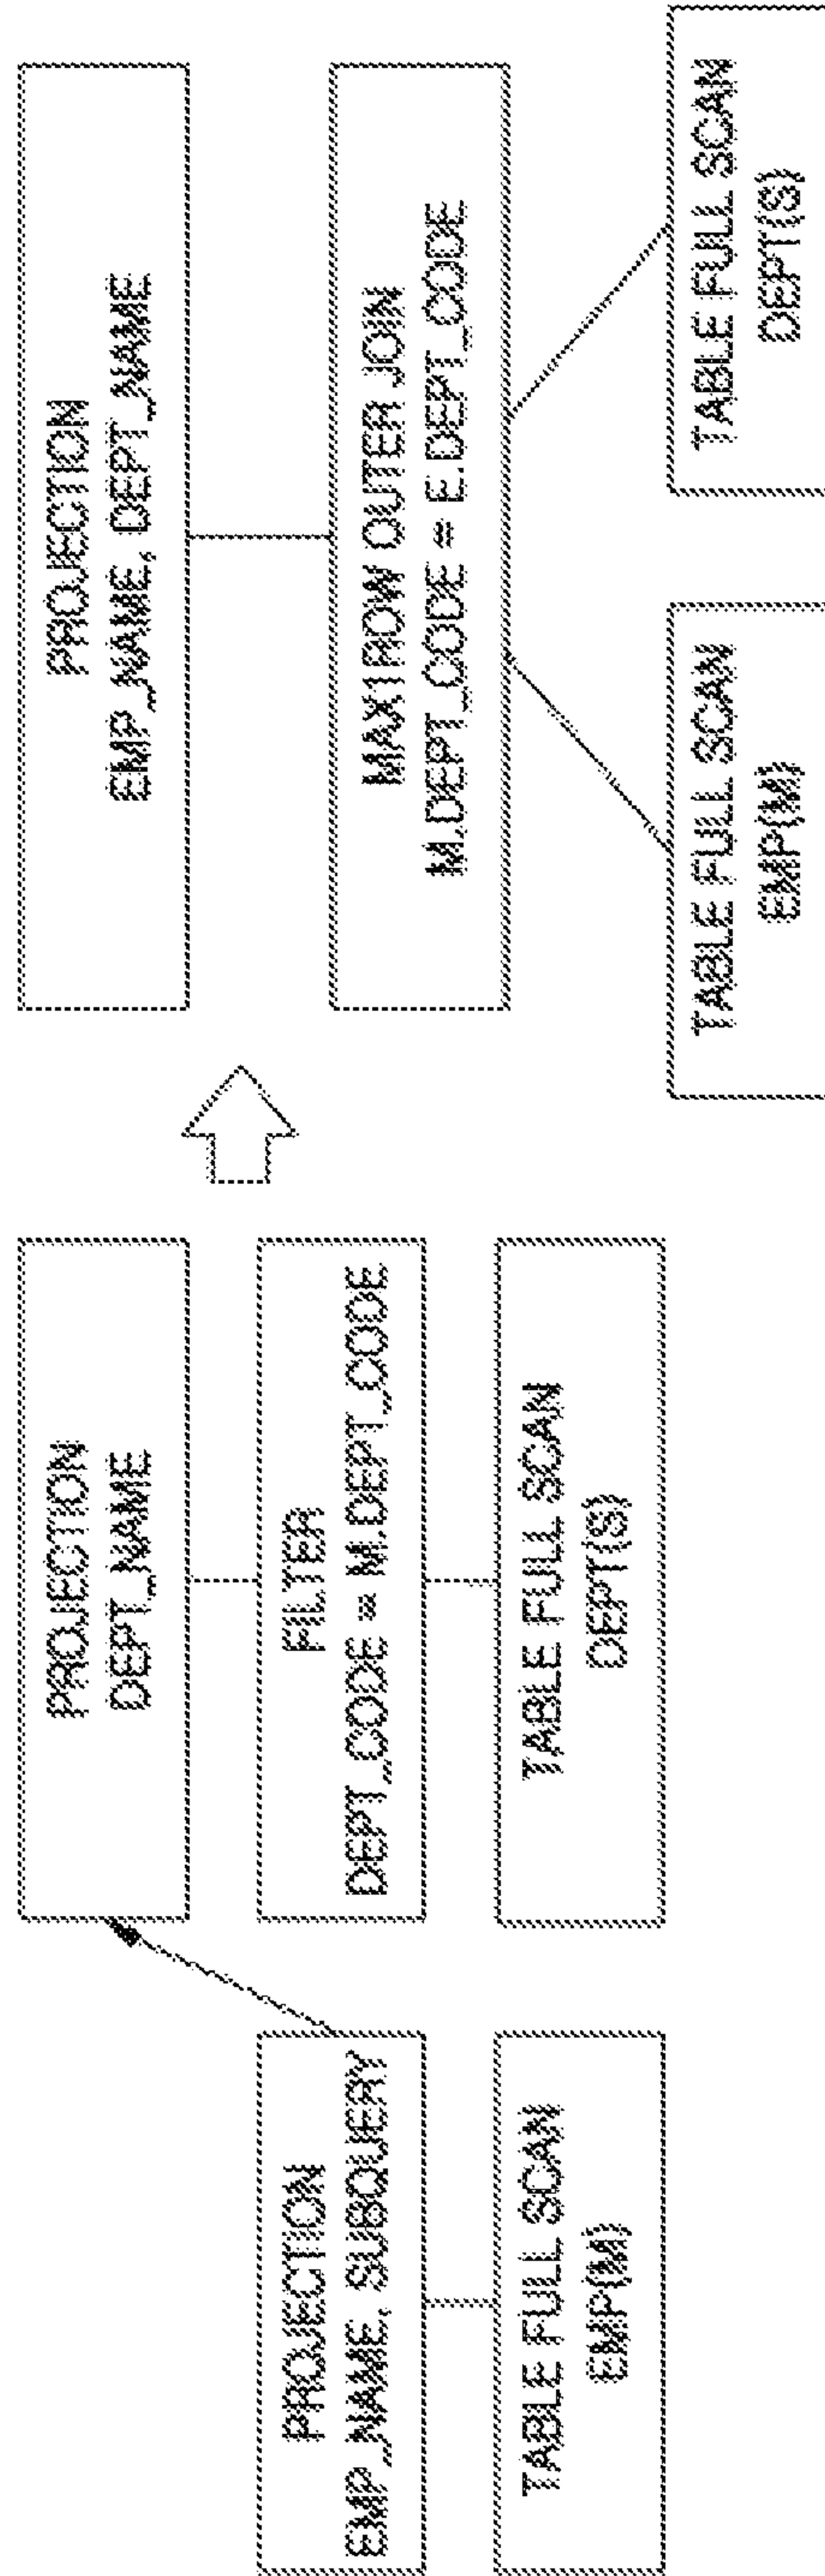 PROJECTION
EMP_NAME, SUBQUERY
TABLE FULL SCAN
EMP(M)
PROJECTION
DEPT_NAME
FILTER
DEPT_CODE = M.DEPT_CODE
TABLE FULL SCAN
DEPT(S)
PROJECTION
EMP_NAME, DEPT_NAME
MAX1ROW OUTER JOIN
M.DEPT_CODE = E.DEPT_CODE
TABLE FULL SCAN
EMP(M)
TABLE FULL SCAN
DEPT(S)